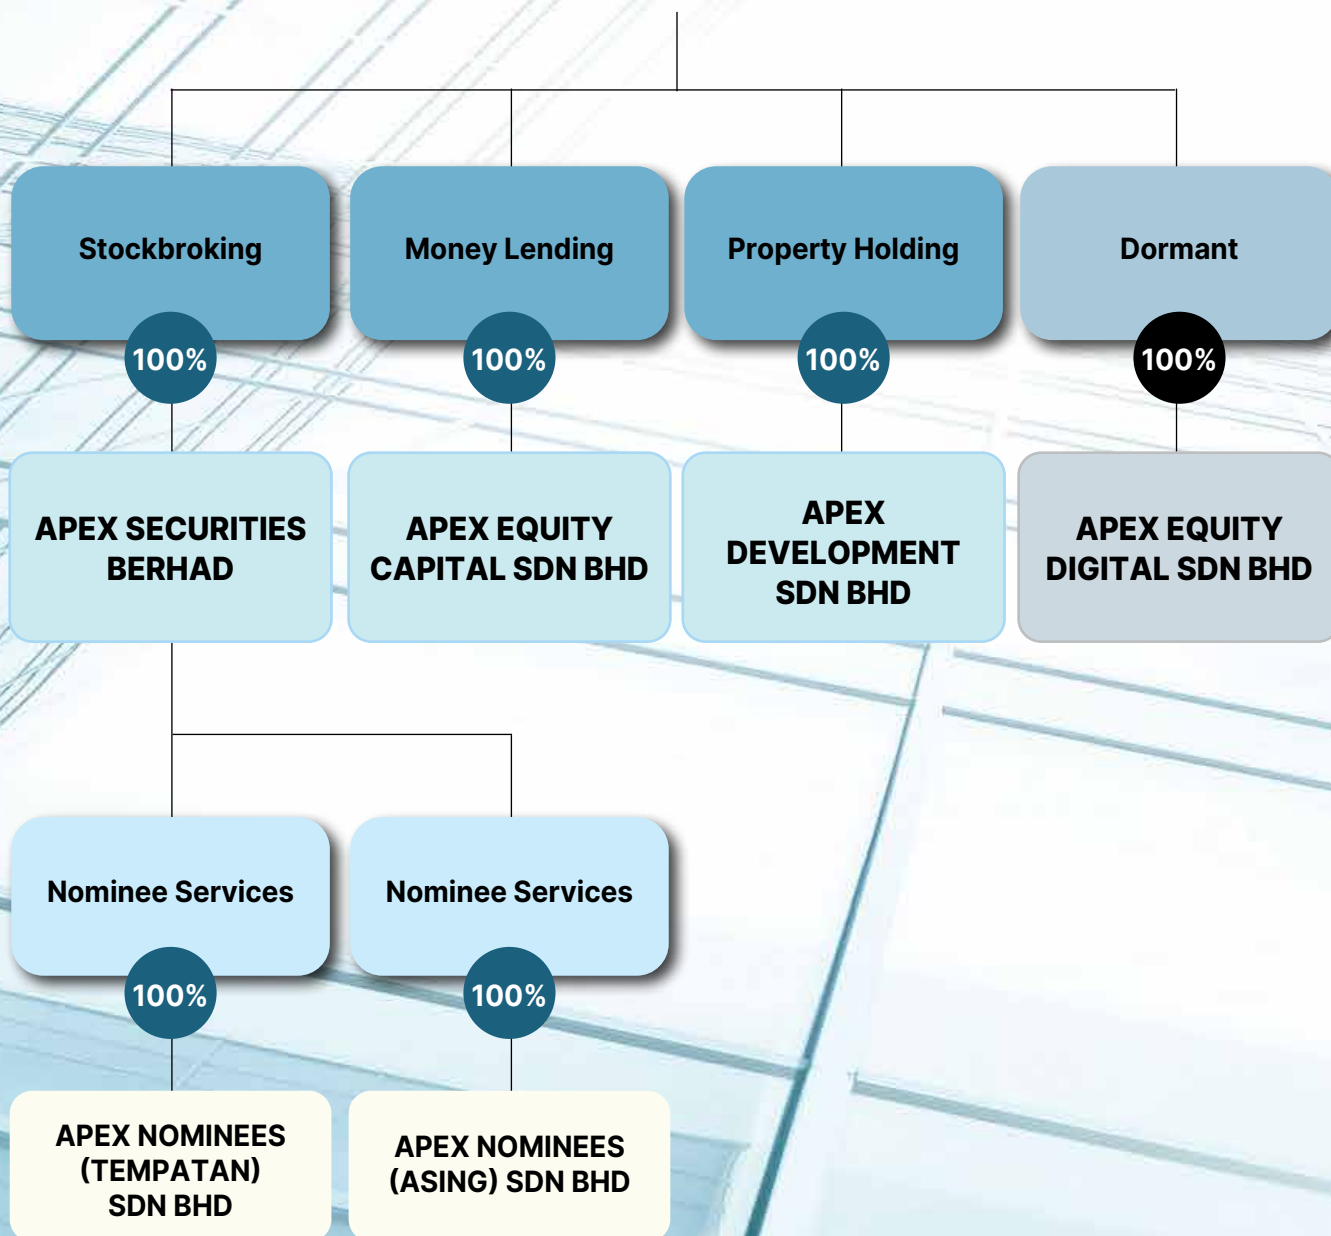 Stockbroking
Money Lending
Property Holding
Dormant
100%
100%
100%
100%
APEX SECURITIES
BERHAD
APEX EQUITY
CAPITAL SDN BHD
APEX
DEVELOPMENT
SDN BHD
APEX EQUITY
DIGITAL SDN BHD
Nominee Services
Nominee Services
100%
100%
APEX NOMINEES
(TEMPATAN)
SDN BHD
APEX NOMINEES
(ASING) SDN BHD